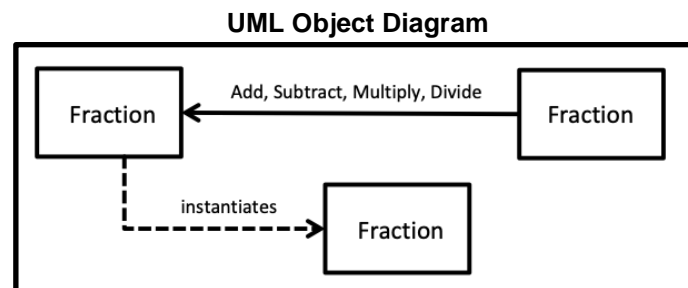 UML Object Diagram
Add, Subtract, Multiply, Divide
Fraction
Fraction
instantiates
Fraction